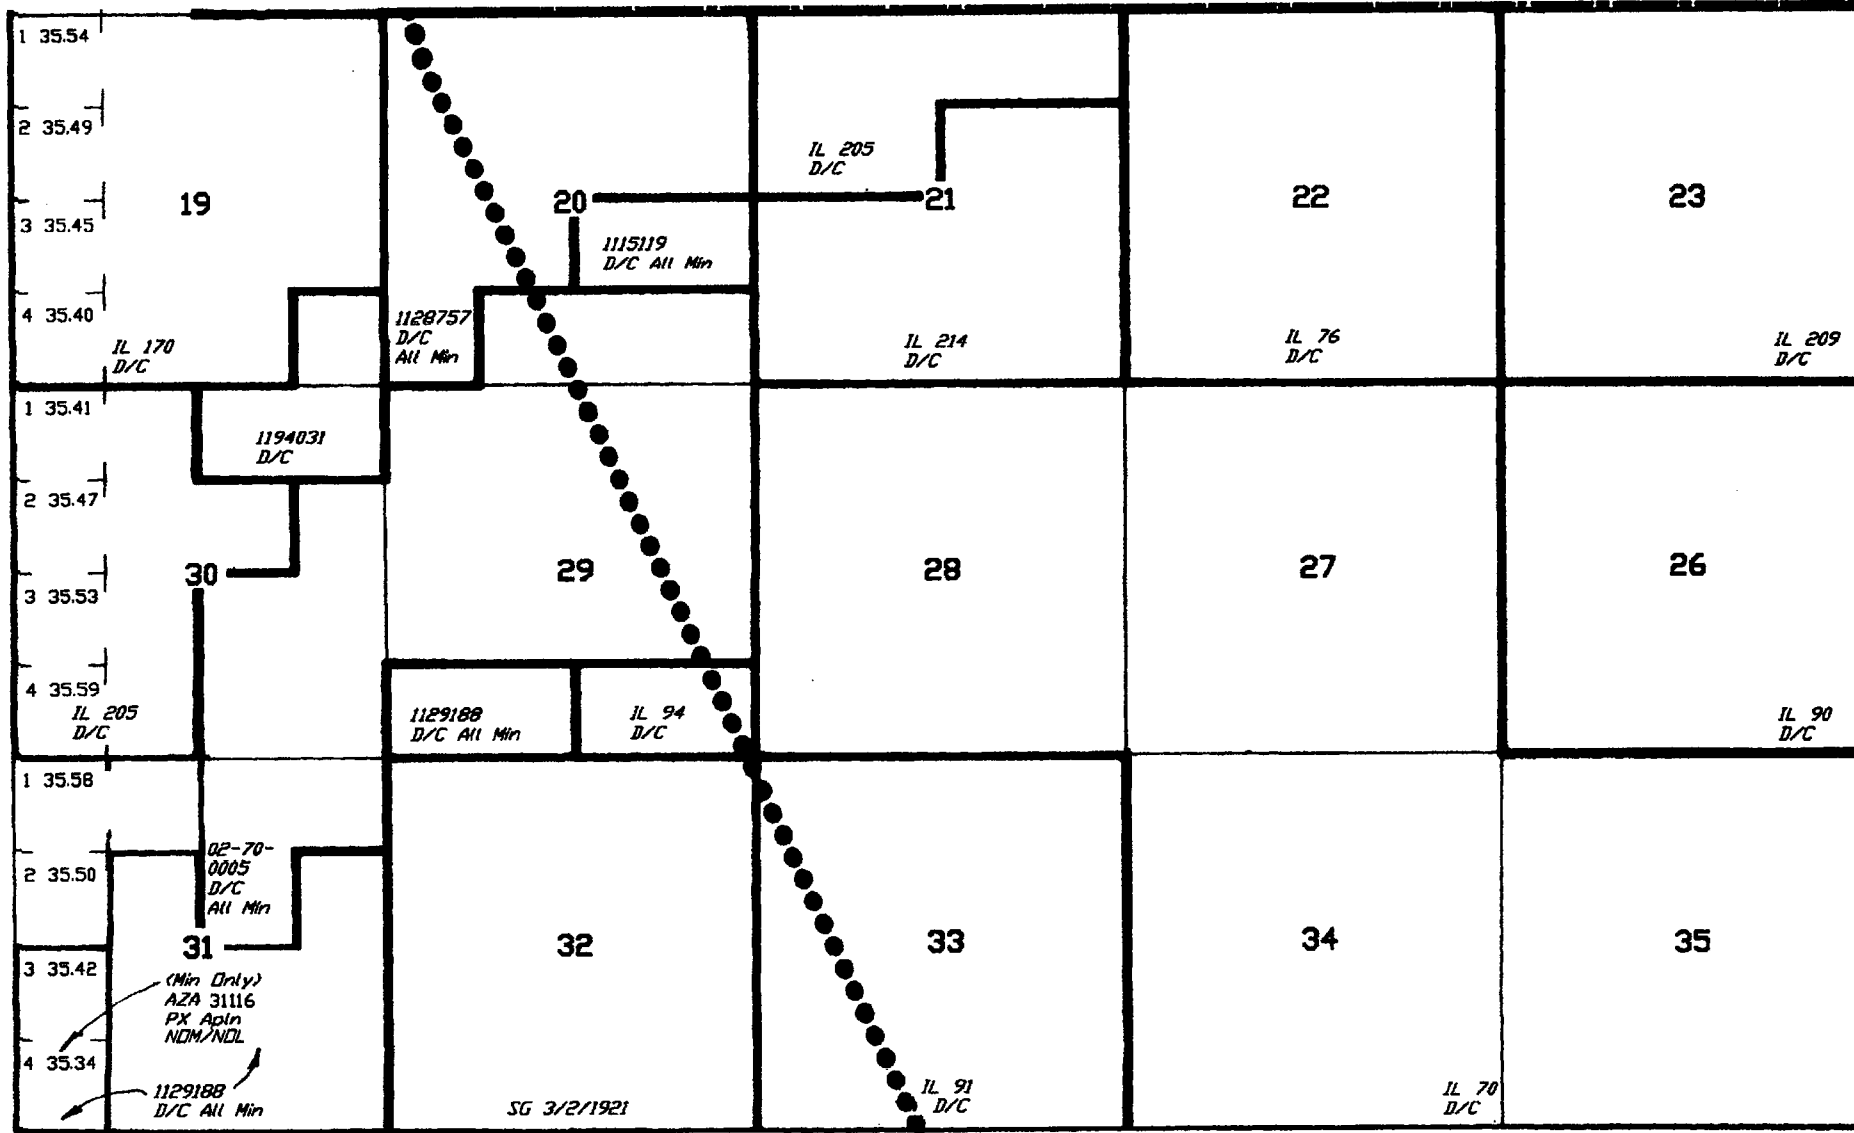 1 35.54
2 35.49
19
3 35.45
4 35.40
IL 170
D/C
20
1115119
D/C All Min
1128757
D/C
All Min
IL 205
D/C
21
IL 214
D/C
22
IL 76
D/C
23
IL 209
D/C
1 35.41
1194031
D/C
2 35.47
30
3 35.53
4 35.59
IL 205
D/C
29
1129188
D/C All Min
IL 94
D/C
28
27
26
IL 90
D/C
1 35.58
2 35.50
02-70-
0005
D/C
All Min
31
3 35.42
(Min Only)
AZA 31116
PX Apln
NOM/NOL
4 35.34
1129188
D/C All Min
32
SG 3/2/1921
33
IL 91
D/C
34
IL 70
D/C
35